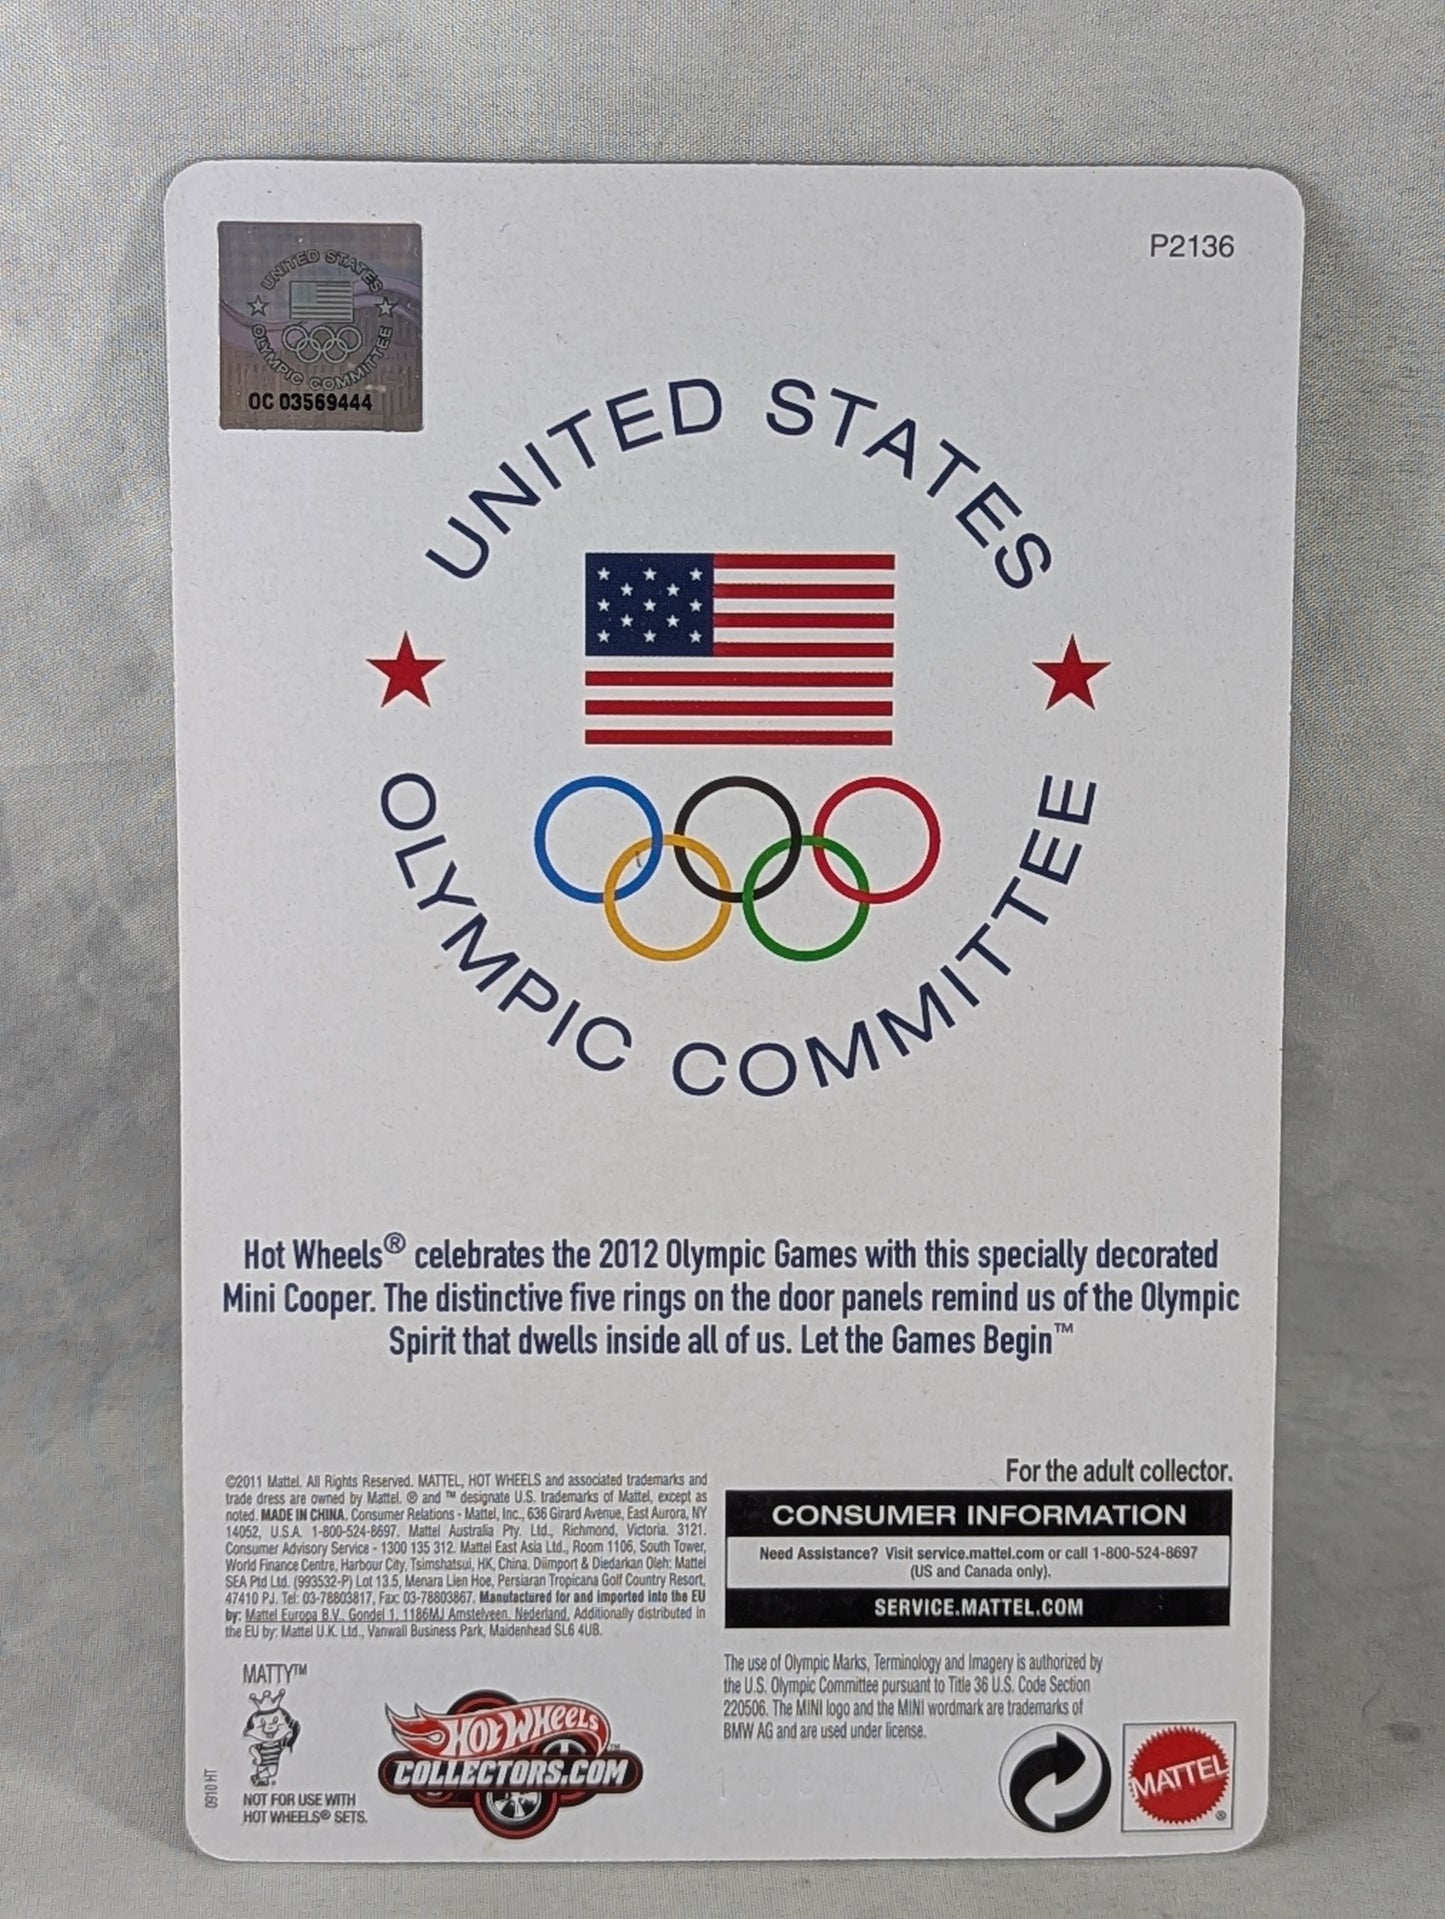 P2136
UNITED STATES
OLYMPIC COMMITTEE
OC 03569444
UNITED STATES
OLYMPIC COMMITTEE
Hot Wheels® celebrates the 2012 Olympic Games with this specially decorated
Mini Cooper. The distinctive five rings on the door panels remind us of the Olympic
Spirit that dwells inside all of us. Let the Games Begin™
©2011 Mattel. All Rights Reserved. MATTEL, HOT WHEELS and associated trademarks and
trade dress are owned by Mattel. ® and ™ designate U.S. trademarks of Mattel, except as
noted. MADE IN CHINA. Consumer Relations - Mattel, Inc., 636 Girard Avenue, East Aurora, NY
14052, U.S.A. 1-800-524-8697. Mattel Australia Pty. Ltd., Richmond, Victoria. 3121.
Consumer Advisory Service - 1300 135 312. Mattel East Asia Ltd., Room 1106, South Tower,
World Finance Centre, Harbour City, Tsimshatsui, HK, China. Diimport & Diedarkan Oleh: Mattel
SEA Ptd Ltd. (993532-P) Lot 13.5, Menara Lien Hoe, Persiaran Tropicana Golf Country Resort,
47410 PJ. Tel: 03-78803817, Fax: 03-78803867. Manufactured for and imported into the EU
by: Mattel Europa B.V., Gondel 1, 1186MJ Amstelveen, Nederland. Additionally distributed in
the EU by: Mattel U.K. Ltd., Vanwall Business Park, Maidenhead SL6 4UB.
For the adult collector.
CONSUMER INFORMATION
Need Assistance? Visit service.mattel.com or call 1-800-524-8697
(US and Canada only).
SERVICE.MATTEL.COM
The use of Olympic Marks, Terminology and Imagery is authorized by
the U.S. Olympic Committee pursuant to Title 36 U.S. Code Section
220506. The MINI logo and the MINI wordmark are trademarks of
BMW AG and are used under license.
MATTY™
NOT FOR USE WITH
HOT WHEELS® SETS.
0910 HT
HOT WHEELS™
COLLECTORS.COM
MATTEL
®